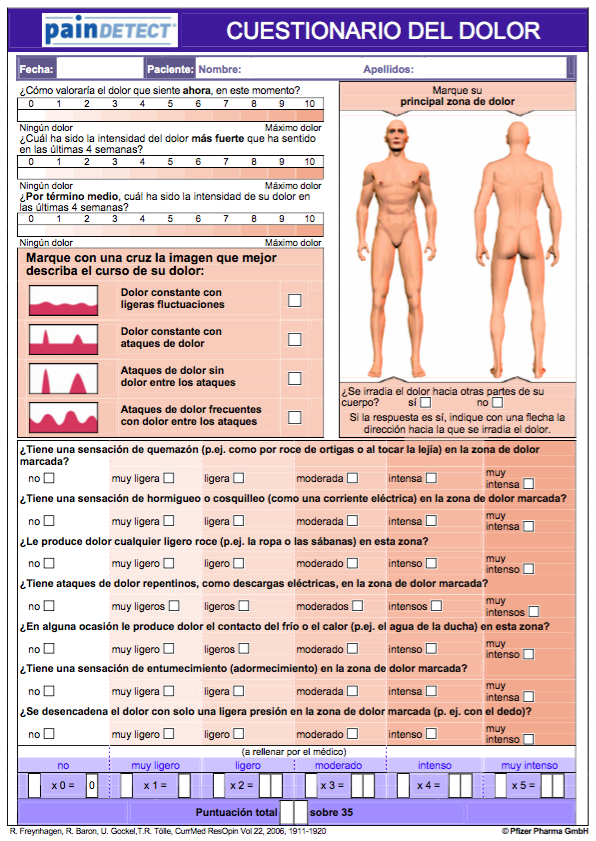 painDETECT®
CUESTIONARIO DEL DOLOR
Fecha: Paciente: Nombre: Apellidos:
¿Cómo valoraría el dolor que siente ahora, en este momento?
0 1 2 3 4 5 6 7 8 9 10
Ningún dolor Máximo dolor
¿Cuál ha sido la intensidad del dolor más fuerte que ha sentido
en las últimas 4 semanas?
0 1 2 3 4 5 6 7 8 9 10
Ningún dolor Máximo dolor
¿Por término medio, cuál ha sido la intensidad de su dolor en
las últimas 4 semanas?
0 1 2 3 4 5 6 7 8 9 10
Ningún dolor Máximo dolor
Marque con una cruz la imagen que mejor
describa el curso de su dolor:
Dolor constante con
ligeras fluctuaciones
Dolor constante con
ataques de dolor
Ataques de dolor sin
dolor entre los ataques
Ataques de dolor frecuentes
con dolor entre los ataques
Marque su
principal zona de dolor
¿Se irradia el dolor hacia otras partes de su
cuerpo? sí no
Si la respuesta es sí, indique con una flecha la
dirección hacia la que se irradia el dolor.
¿Tiene una sensación de quemazón (p.ej. como por roce de ortigas o al tocar la lejía) en la zona de dolor
marcada?
no muy ligera ligera moderada intensa muy
intensa
¿Tiene una sensación de hormigueo o cosquilleo (como una corriente eléctrica) en la zona de dolor marcada?
no muy ligera ligera moderada intensa muy
intensa
¿Le produce dolor cualquier ligero roce (p.ej. la ropa o las sábanas) en esta zona?
no muy ligero ligero moderado intenso muy
intenso
¿Tiene ataques de dolor repentinos, como descargas eléctricas, en la zona de dolor marcada?
no muy ligeros ligeros moderados intensos muy
intensos
¿En alguna ocasión le produce dolor el contacto del frío o el calor (p.ej. el agua de la ducha) en esta zona?
no muy ligero ligero moderado intenso muy
intenso
¿Tiene una sensación de entumecimiento (adormecimiento) en la zona de dolor marcada?
no muy ligera ligera moderada intensa muy
intensa
¿Se desencadena el dolor con solo una ligera presión en la zona de dolor marcada (p. ej. con el dedo)?
no muy ligero ligero moderado intenso muy
intenso
(a rellenar por el médico)
no muy ligero ligero moderado intenso muy intenso
x 0 = 0 x 1 = x 2 = x 3 = x 4 = x 5 =
Puntuación total sobre 35
R. Freynhagen, R. Baron, U. Gockel,T.R. Tölle, CurrMed ResOpin Vol 22, 2006, 1911-1920 © Pfizer Pharma GmbH